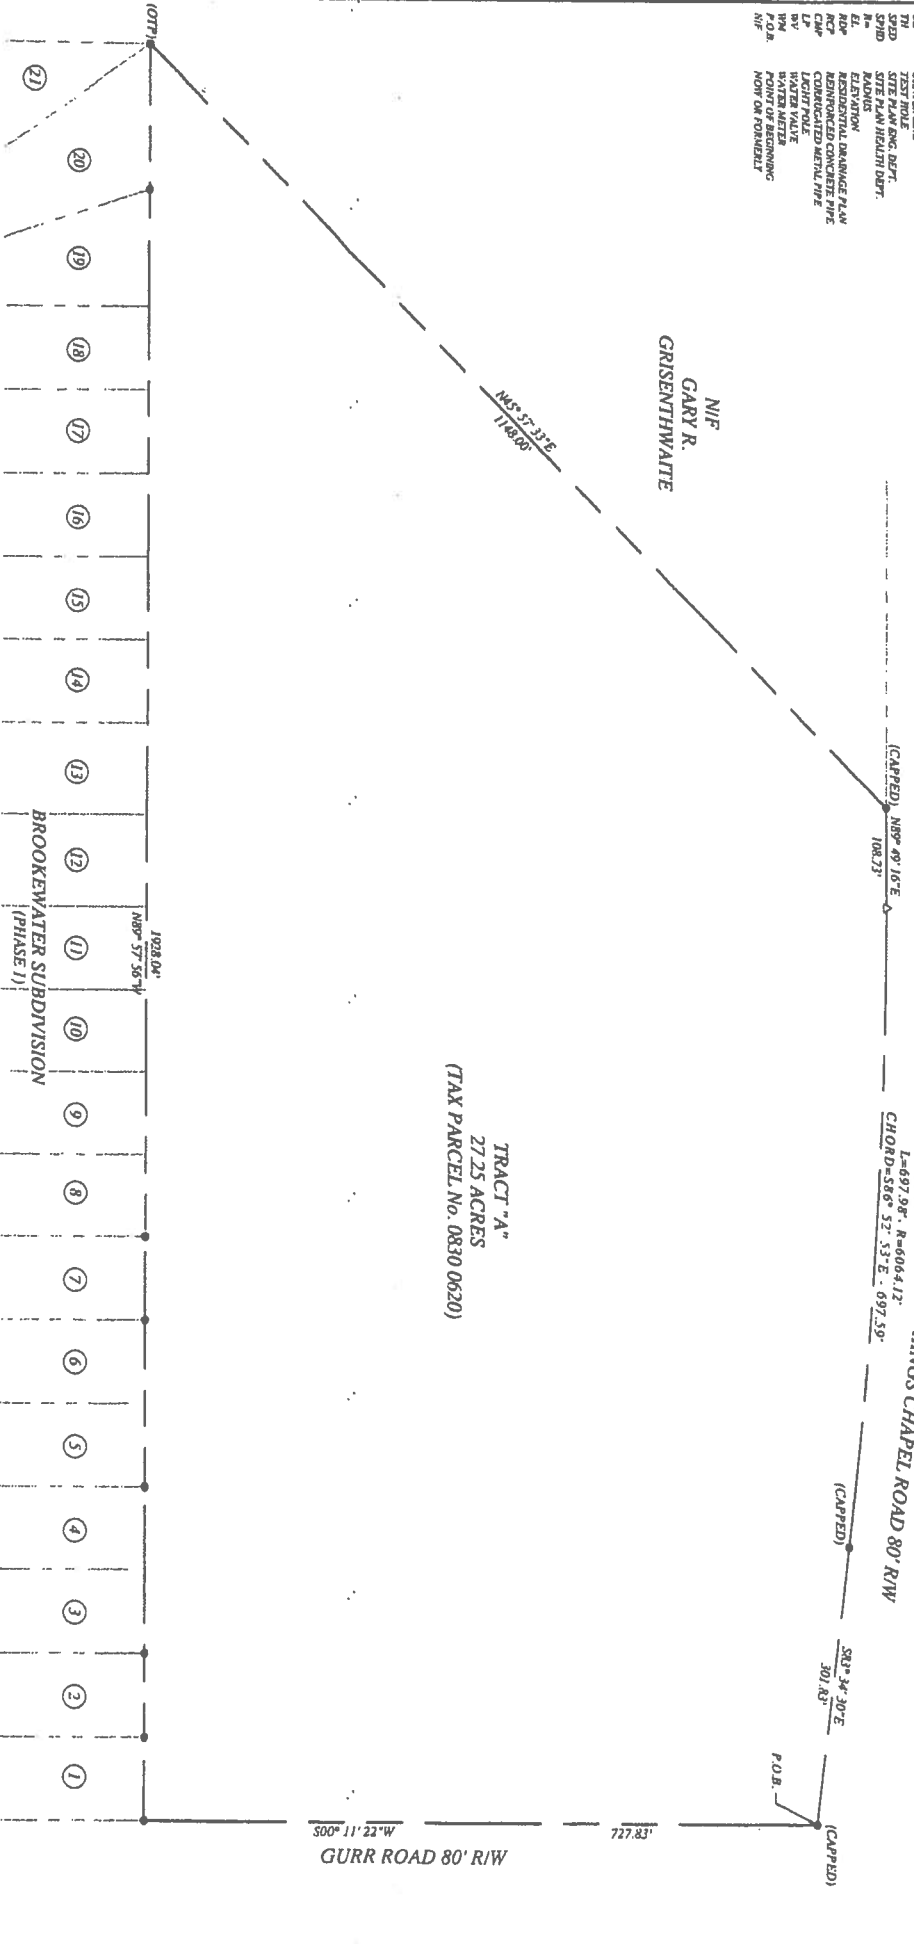 TH TEST HOLE
SPED SITE PLAN ENG. DEPT.
SPHD SITE PLAN HEALTH DEPT.
R= RADIUS
EL ELEVATION
RDP RESIDENTIAL DRAINAGE PLAN
RCP REINFORCED CONCRETE PIPE
CMP CORRUGATED METAL PIPE
LP LIGHT POLE
WV WATER VALVE
WM WATER METER
P.O.B. POINT OF BEGINNING
N/F NOW OR FORMERLY
CHAPEL ROAD 80' R/W
L=697.98', R=6064.12'
CHORD=S86° 52' 53"E - 697.59'
(CAPPED) N89° 49' 16"E
108.73'
(CAPPED)
S83° 34' 30"E
301.83'
P.O.B.
(CAPPED)
N/F
GARY R.
GRISENTHWAITE
N45° 57' 33"E
1148.00'
TRACT "A"
27.25 ACRES
(TAX PARCEL No. 0830 0620)
S00° 11' 22"W
727.83'
GURR ROAD 80' R/W
(OTP)
1928.04'
N89° 57' 56"W
21
20
19
18
17
16
15
14
13
12
11
10
9
8
7
6
5
4
3
2
1
BROOKEWATER SUBDIVISION
(PHASE I)